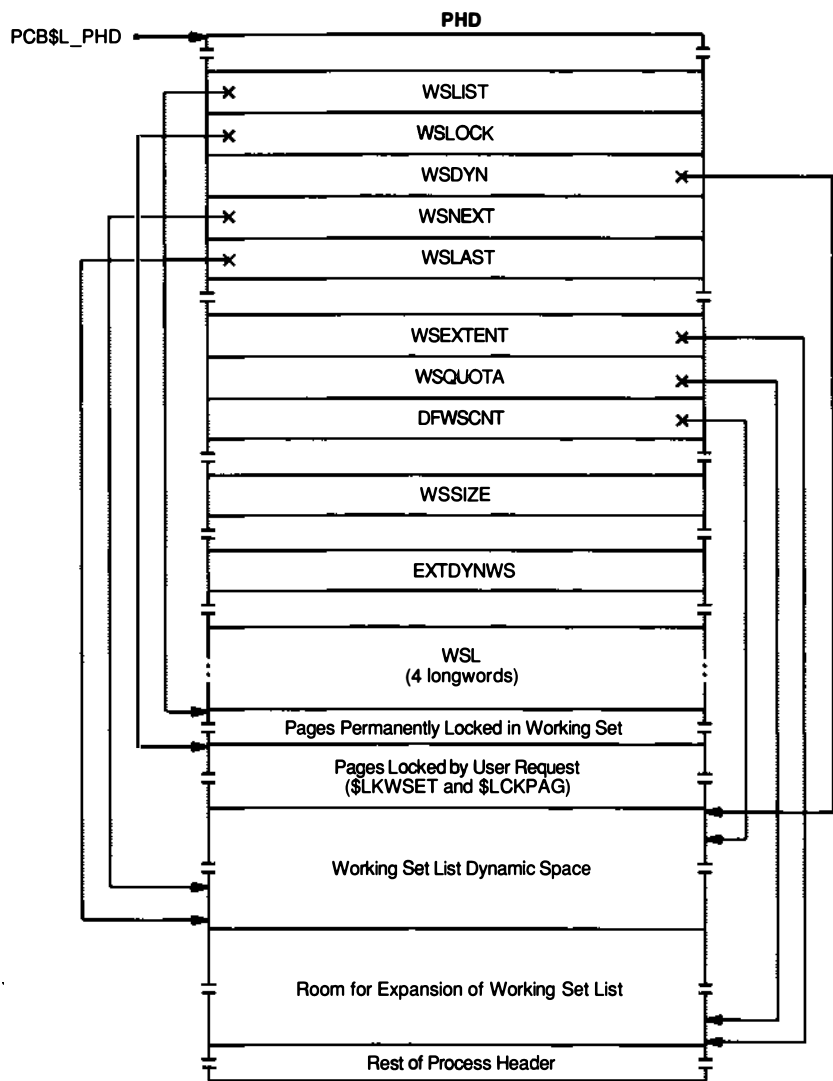 PHD
PCB$L_PHD
WSLIST
WSLOCK
WSDYN
WSNEXT
WSLAST
WSEXTENT
WSQUOTA
DFWSCNT
WSSIZE
EXTDYNWS
WSL
(4 longwords)
Pages Permanently Locked in Working Set
Pages Locked by User Request
($LKWSET and $LCKPAG)
Working Set List Dynamic Space
Room for Expansion of Working Set List
Rest of Process Header